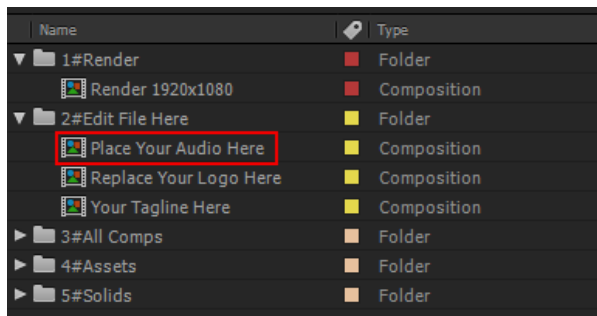 Name Type
1#Render Folder
Render 1920x1080 Composition
2#Edit File Here Folder
Place Your Audio Here Composition
Replace Your Logo Here Composition
Your Tagline Here Composition
3#All Comps Folder
4#Assets Folder
5#Solids Folder